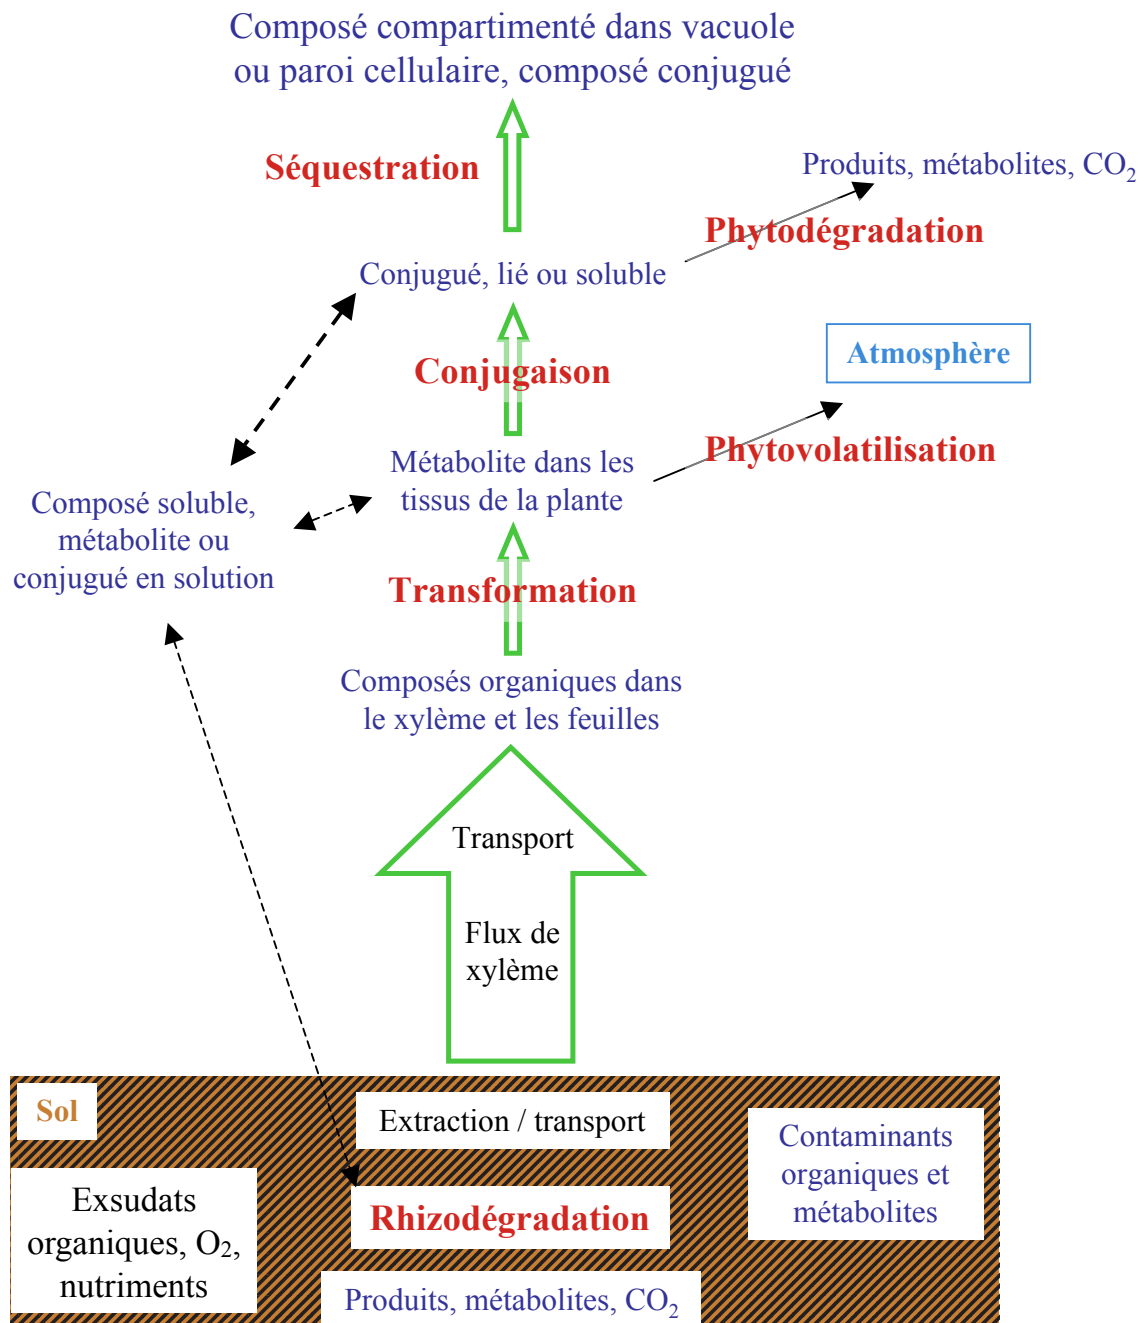 Composé compartimenté dans vacuole
ou paroi cellulaire, composé conjugué
Séquestration
Produits, métabolites, CO2
Phytodégradation
Conjugué, lié ou soluble
Atmosphère
Conjugaison
Phytovolatilisation
Métabolite dans les
tissus de la plante
Composé soluble,
métabolite ou
conjugué en solution
Transformation
Composés organiques dans
le xylème et les feuilles
Transport
Flux de
xylème
Sol
Extraction / transport
Contaminants
organiques et
métabolites
Exsudats
organiques, O2,
nutriments
Rhizodégradation
Produits, métabolites, CO2